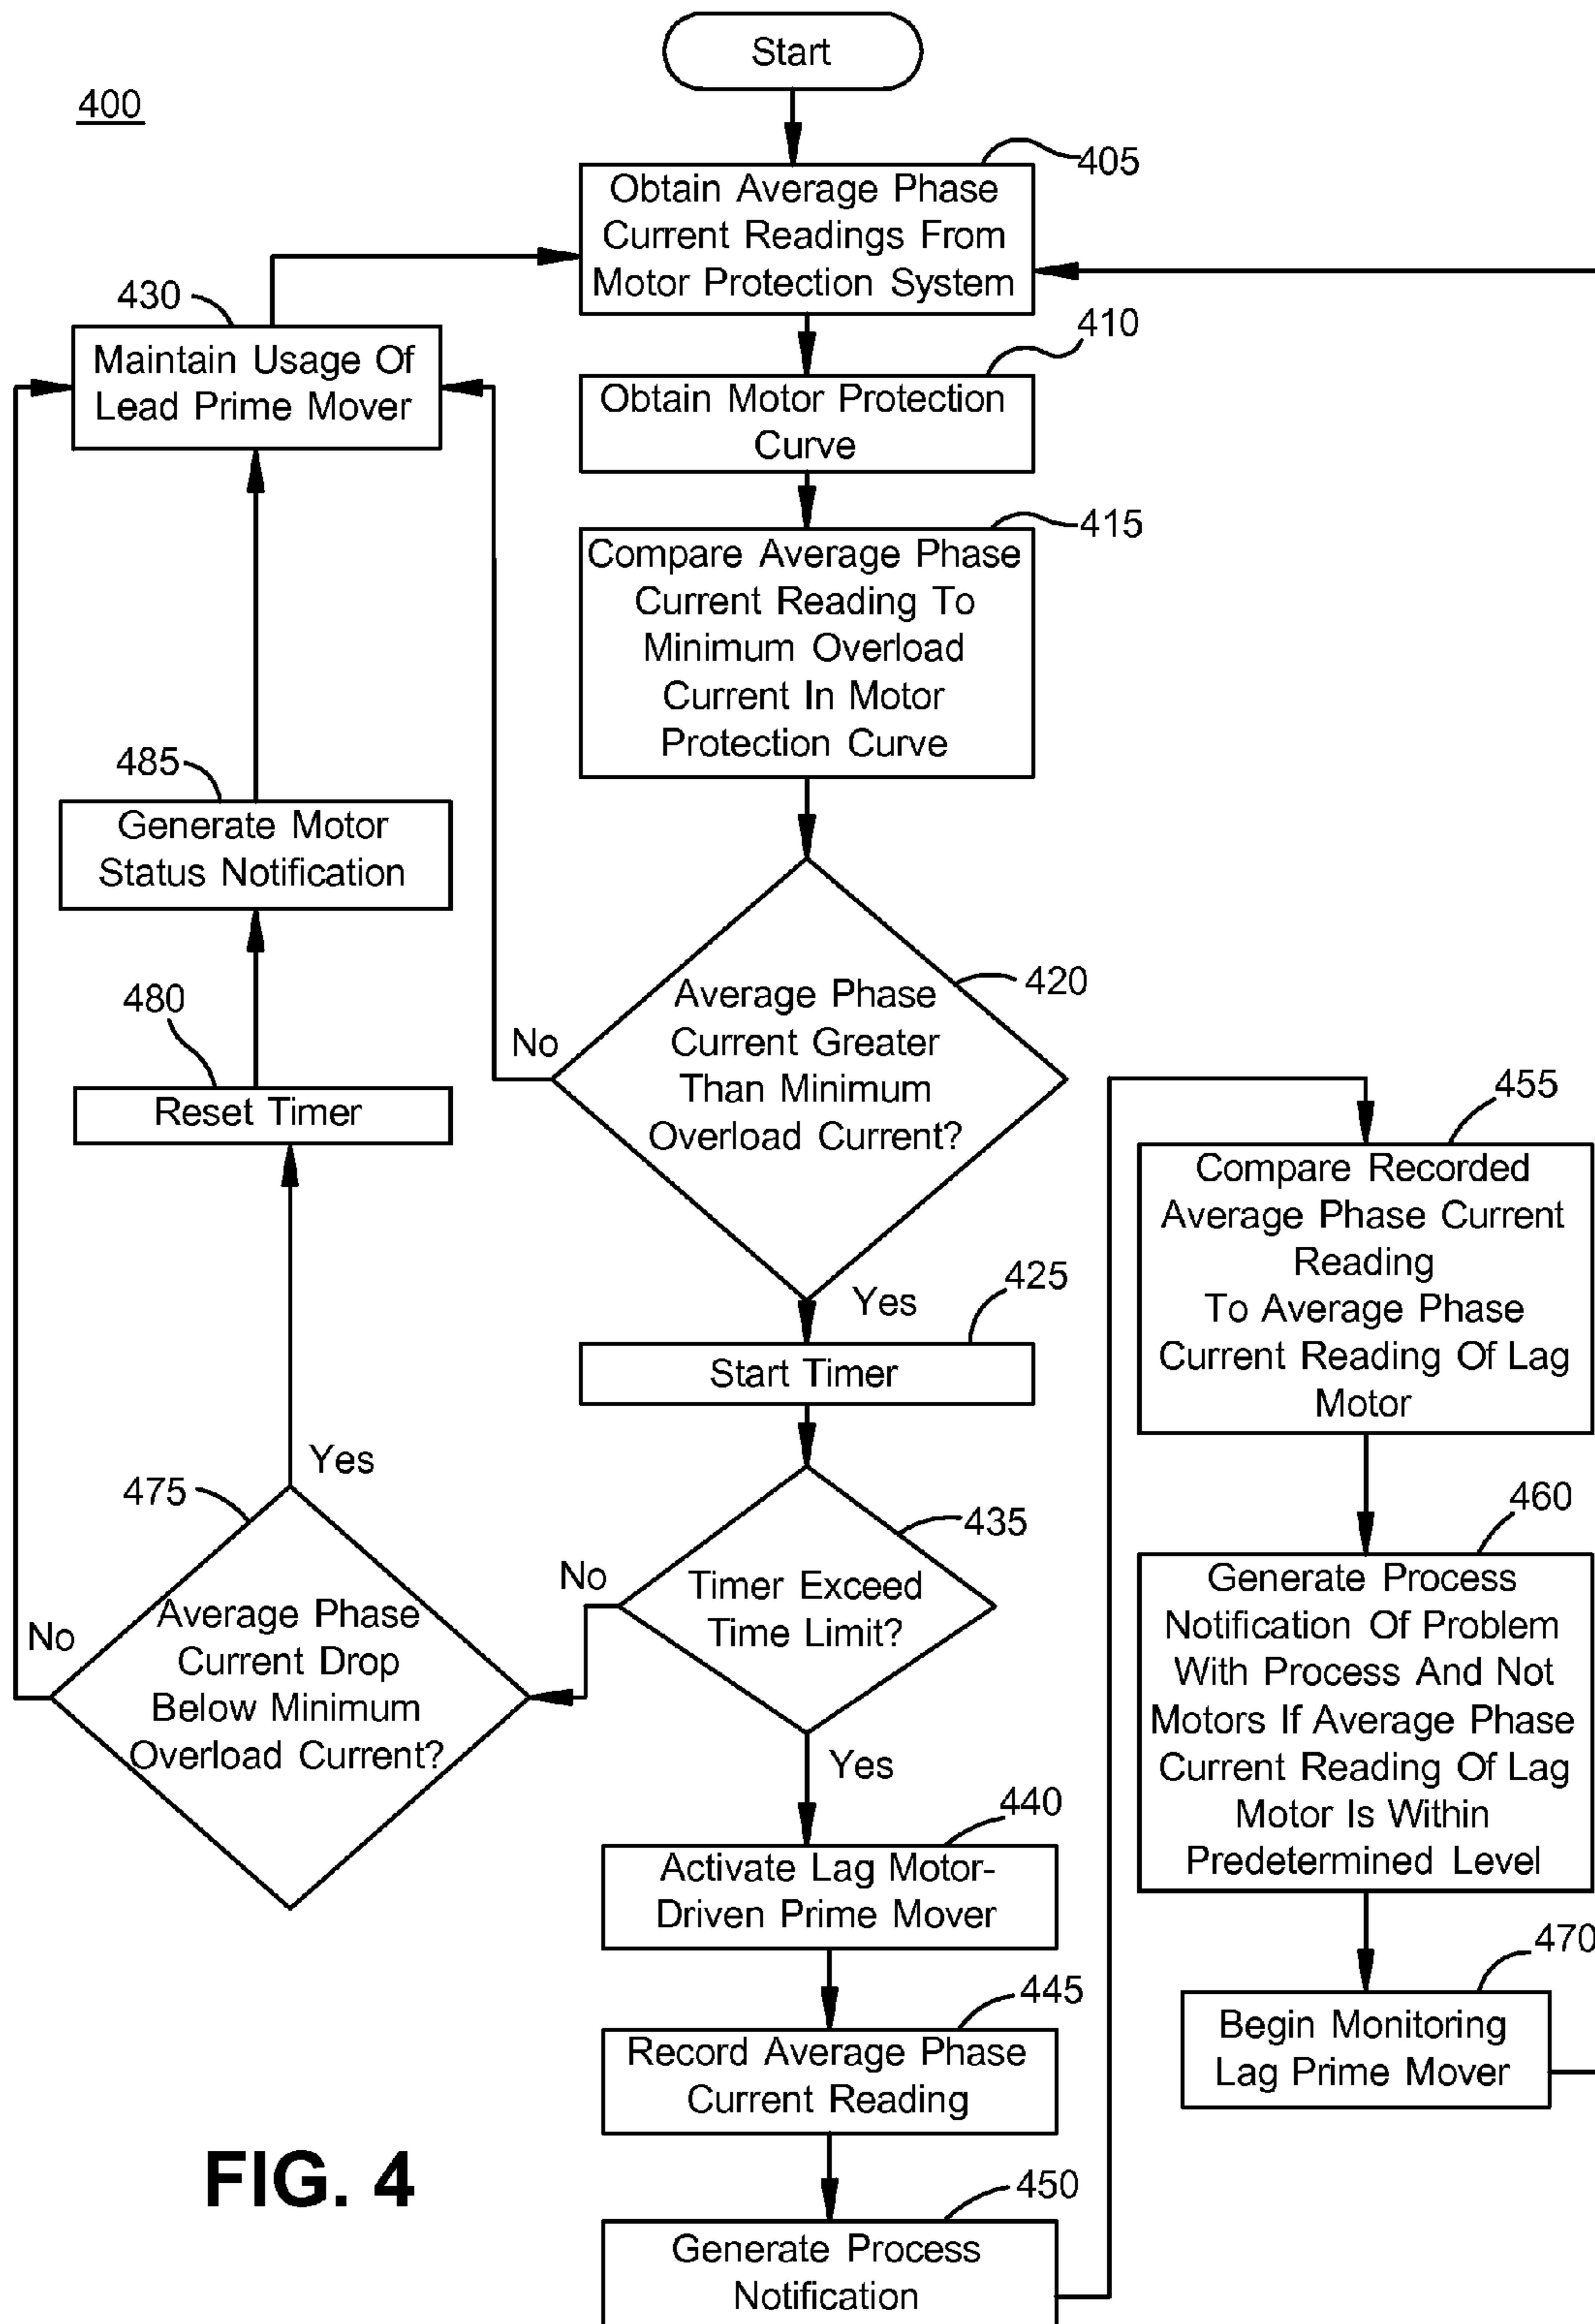 Start
400
405
Obtain Average Phase
Current Readings From
Motor Protection System
430
Maintain Usage Of
Lead Prime Mover
410
Obtain Motor Protection
Curve
415
Compare Average Phase
Current Reading To
Minimum Overload
Current In Motor
Protection Curve
485
Generate Motor
Status Notification
480
Reset Timer
420
Average Phase
Current Greater
Than Minimum
Overload Current?
No
Yes
425
Start Timer
435
Timer Exceed
Time Limit?
No
Yes
475
Average Phase
Current Drop
Below Minimum
Overload Current?
Yes
No
440
Activate Lag Motor-
Driven Prime Mover
445
Record Average Phase
Current Reading
450
Generate Process
Notification
455
Compare Recorded
Average Phase Current
Reading
To Average Phase
Current Reading Of Lag
Motor
460
Generate Process
Notification Of Problem
With Process And Not
Motors If Average Phase
Current Reading Of Lag
Motor Is Within
Predetermined Level
470
Begin Monitoring
Lag Prime Mover
FIG. 4